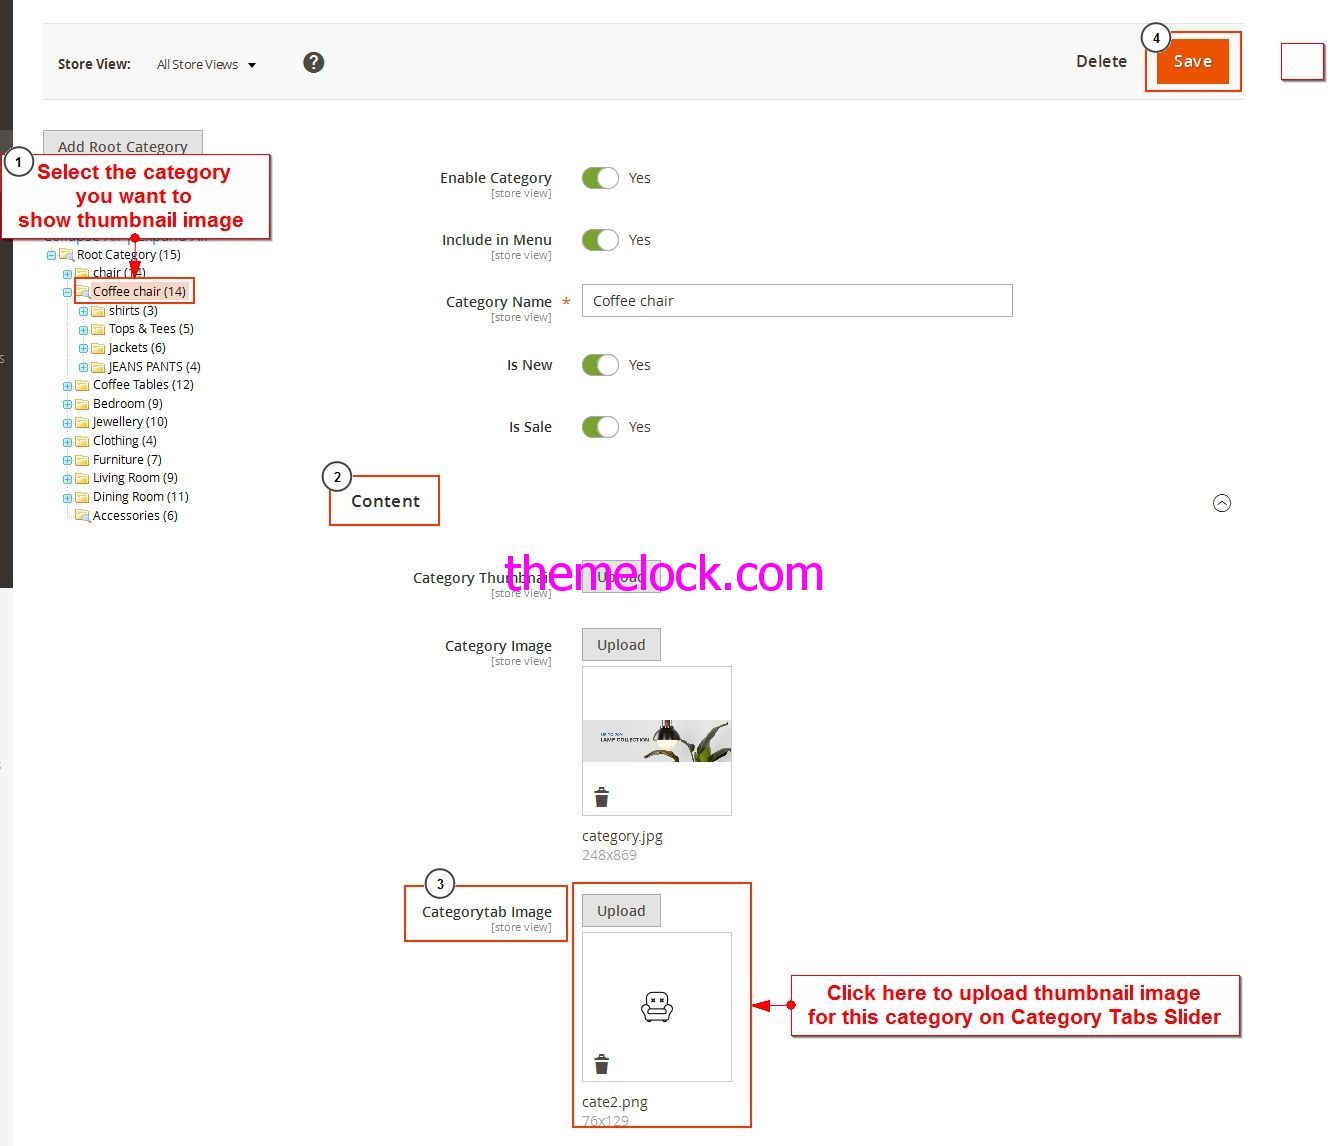 4
Store View: All Store Views ? Delete Save
Add Root Category
1
Select the category
you want to
show thumbnail image
Root Category (15)
chair (14)
Coffee chair (14)
shirts (3)
Tops & Tees (5)
Jackets (6)
JEANS PANTS (4)
Coffee Tables (12)
Bedroom (9)
Jewellery (10)
Clothing (4)
Furniture (7)
Living Room (9)
Dining Room (11)
Accessories (6)
Enable Category Yes
[store view]
Include in Menu Yes
[store view]
Category Name * Coffee chair
[store view]
Is New Yes
Is Sale Yes
2
Content
Category Thumbnail Upload
[store view]
themelock.com
Category Image Upload
[store view]
LAMP COLLECTION
category.jpg
248x869
3
Categorytab Image Upload
[store view]
Click here to upload thumbnail image
for this category on Category Tabs Slider
cate2.png
76x129